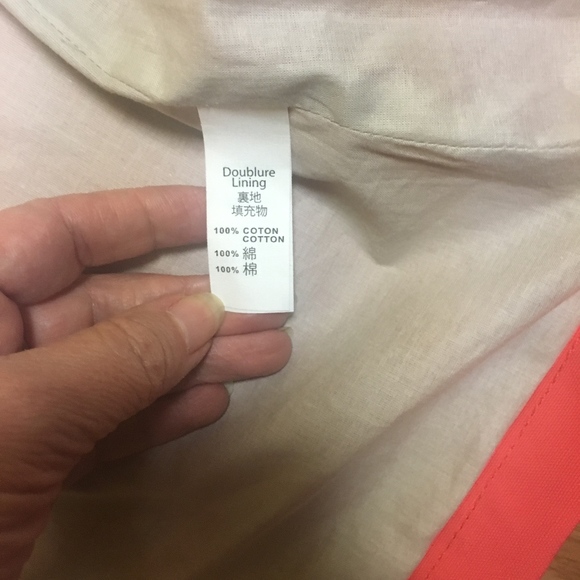 Doublure
Lining
裏地
填充物
100% COTON
COTTON
100% 綿
100% 棉